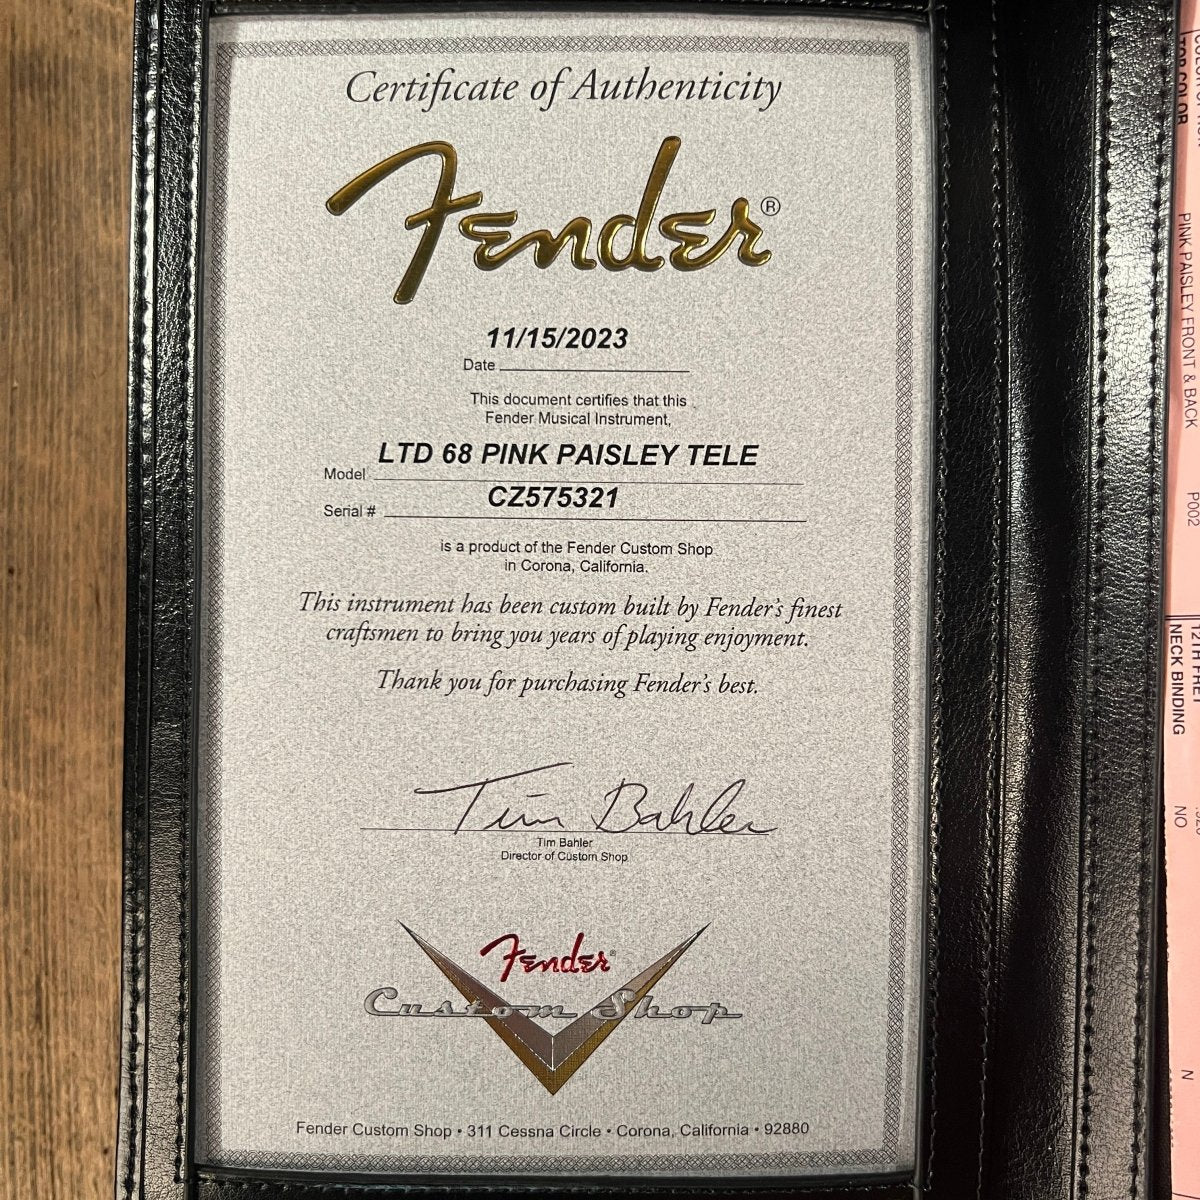 Certificate of Authenticity
Fender®
11/15/2023
Date
This document certifies that this
Fender Musical Instrument,
LTD 68 PINK PAISLEY TELE
Model
CZ575321
Serial #
is a product of the Fender Custom Shop
in Corona, California.
This instrument has been custom built by Fender's finest
craftsmen to bring you years of playing enjoyment.
Thank you for purchasing Fender's best.
Tim Bahler
Tim Bahler
Director of Custom Shop
Fender
Custom Shop
Fender Custom Shop • 311 Cessna Circle • Corona, California • 92880
TOP COLOR
PINK PAISLEY FRONT & BACK
P002
12TH FRET
NECK BINDING
NO
N